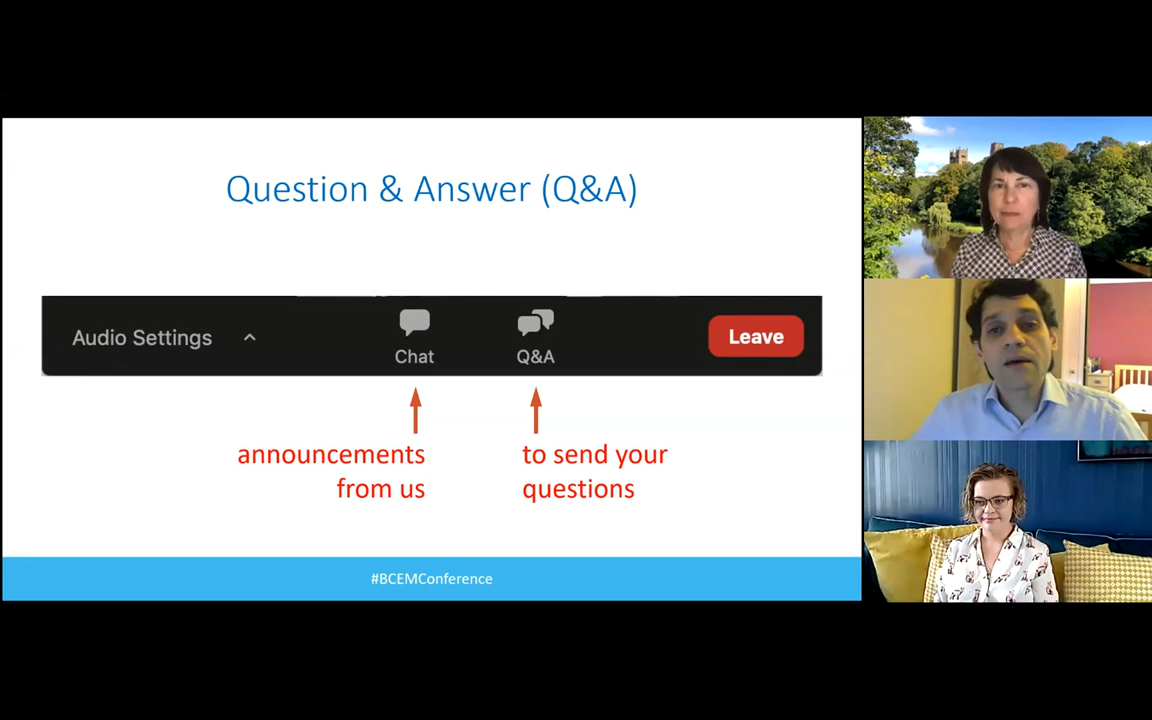 Question & Answer (Q&A)
Audio Settings
Chat
Q&A
Leave
announcements
from us
to send your
questions
#BCEMConference